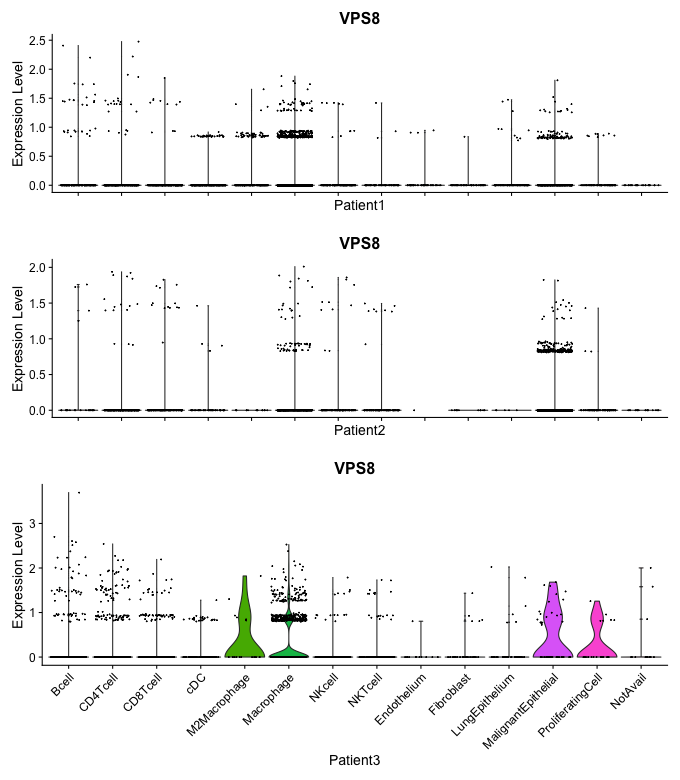 VPS8
Expression Level
2.5
2.0
1.5
1.0
0.5
0.0
Patient1
VPS8
Expression Level
2.0
1.5
1.0
0.5
0.0
Patient2
VPS8
Expression Level
3
2
1
0
Bcell
CD4Tcell
CD8Tcell
cDC
M2Macrophage
Macrophage
NKcell
NKTcell
Endothelium
Fibroblast
LungEpithelium
MalignantEpithelial
ProliferatingCell
NotAvail
Patient3